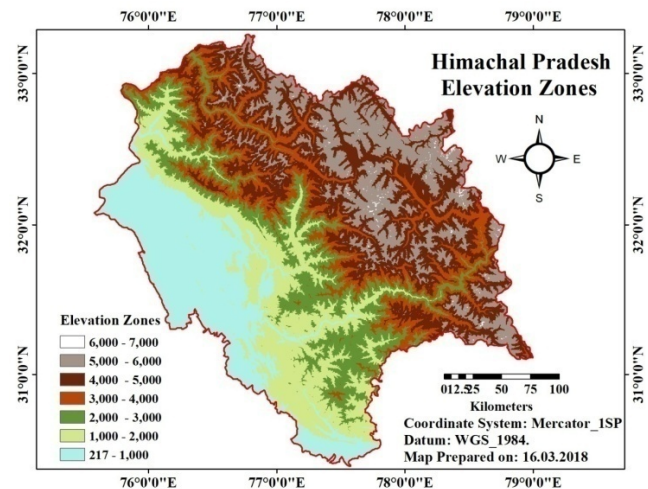 76°0'0"E 77°0'0"E 78°0'0"E 79°0'0"E
Himachal Pradesh
Elevation Zones
N
W E
S
33°0'0"N
32°0'0"N
31°0'0"N
33°0'0"N
32°0'0"N
31°0'0"N
Elevation Zones
6,000 - 7,000
5,000 - 6,000
4,000 - 5,000
3,000 - 4,000
2,000 - 3,000
1,000 - 2,000
217 - 1,000
012.525 50 75 100
Kilometers
Coordinate System: Mercator_1SP
Datum: WGS_1984.
Map Prepared on: 16.03.2018
76°0'0"E 77°0'0"E 78°0'0"E 79°0'0"E